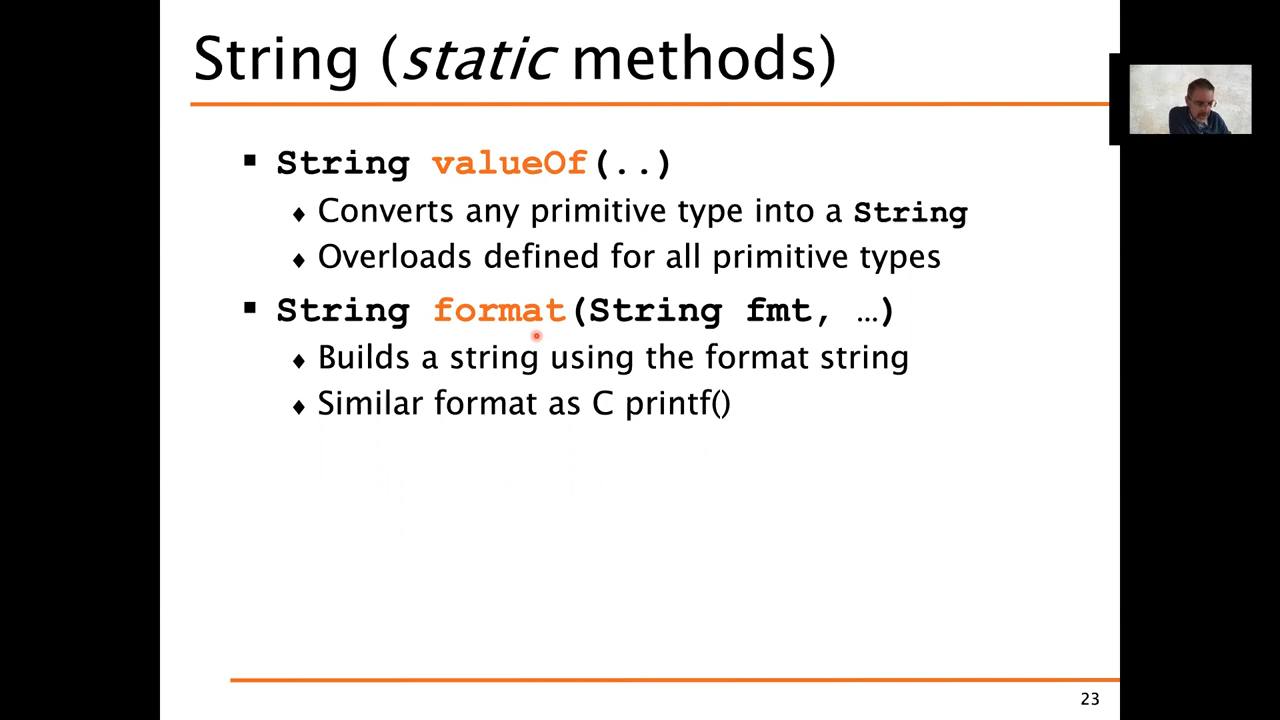 String (static methods)
▪ String valueOf(..)
♦ Converts any primitive type into a String
♦ Overloads defined for all primitive types
▪ String format(String fmt, …)
♦ Builds a string using the format string
♦ Similar format as C printf()
23